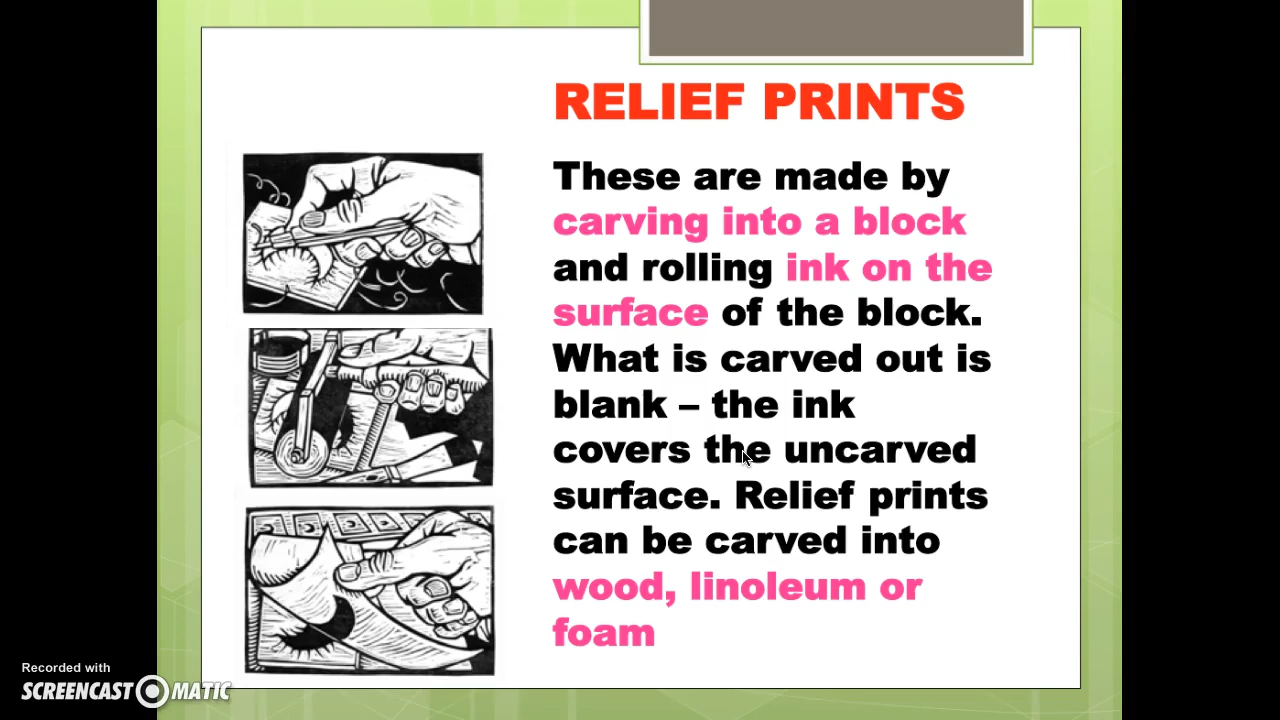 RELIEF PRINTS
These are made by
carving into a block
and rolling ink on the
surface of the block.
What is carved out is
blank – the ink
covers the uncarved
surface. Relief prints
can be carved into
wood, linoleum or
foam
Recorded with
SCREENCAST MATIC